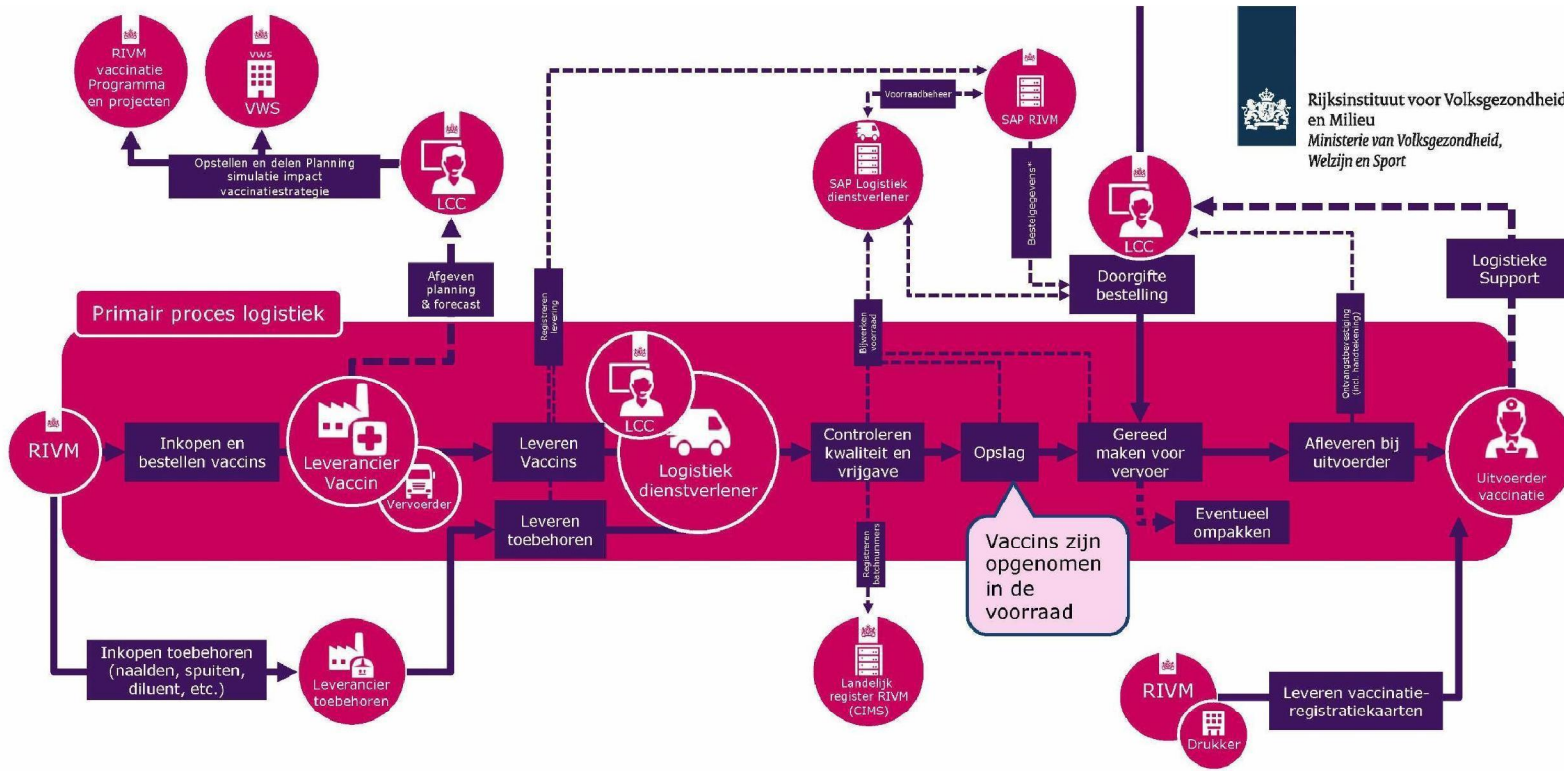 RIVM
vaccinatie
Programma
en projecten
vws
VWS
Opstellen en delen Planning
simulatie impact
vaccinatiestrategie
LCC
Afgeven
planning
& forecast
Registreren
levering
Voorraadbeheer
SAP RIVM
SAP Logistiek
dienstverlener
Bestelgegevens*
LCC
Doorgifte
bestelling
Rijksinstituut voor Volksgezondheid
en Milieu
Ministerie van Volksgezondheid,
Welzijn en Sport
Logistieke
Support
Ontvangstbevestiging
(incl. handtekening)
Bijwerken
voorraad
Primair proces logistiek
RIVM
Inkopen en
bestellen vaccins
Leverancier
Vaccin
Vervoerder
Leveren
Vaccins
Leveren
toebehoren
LCC
Logistiek
dienstverlener
Controleren
kwaliteit en
vrijgave
Opslag
Gereed
maken voor
vervoer
Afleveren bij
uitvoerder
Uitvoerder
vaccinatie
Eventueel
ompakken
Vaccins zijn
opgenomen
in de
voorraad
Registreren
batchnummers
Landelijk
register RIVM
(CIMS)
Inkopen toebehoren
(naalden, spuiten,
diluent, etc.)
Leverancier
toebehoren
RIVM
Drukker
Leveren vaccinatie-
registratiekaarten